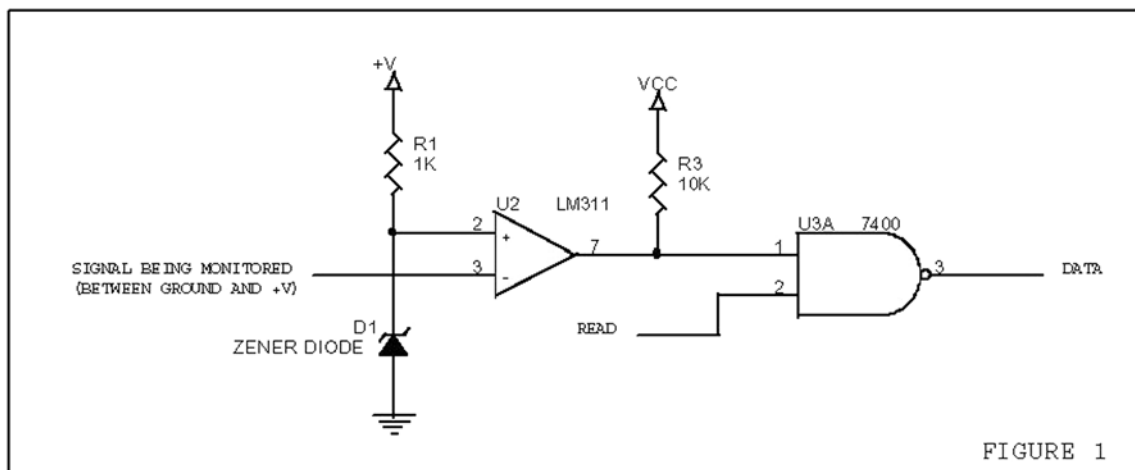 +V
R1
1K
VCC
R3
10K
U2
LM311
2
+
3
-
7
U3A
7400
1
2
3
SIGNAL BEING MONITORED
(BETWEEN GROUND AND +V)
DATA
READ
D1
ZENER DIODE
FIGURE 1